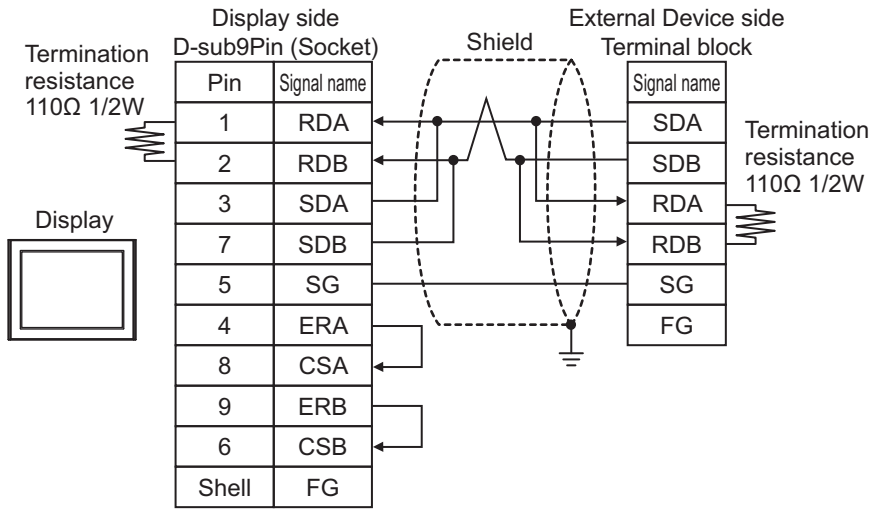 Display side
D-sub9Pin (Socket)
External Device side
Terminal block
Shield
Termination
resistance
110Ω 1/2W
Pin Signal name
1 RDA
2 RDB
3 SDA
7 SDB
5 SG
4 ERA
8 CSA
9 ERB
6 CSB
Shell FG
Display
Signal name
SDA
SDB
RDA
RDB
SG
FG
Termination
resistance
110Ω 1/2W